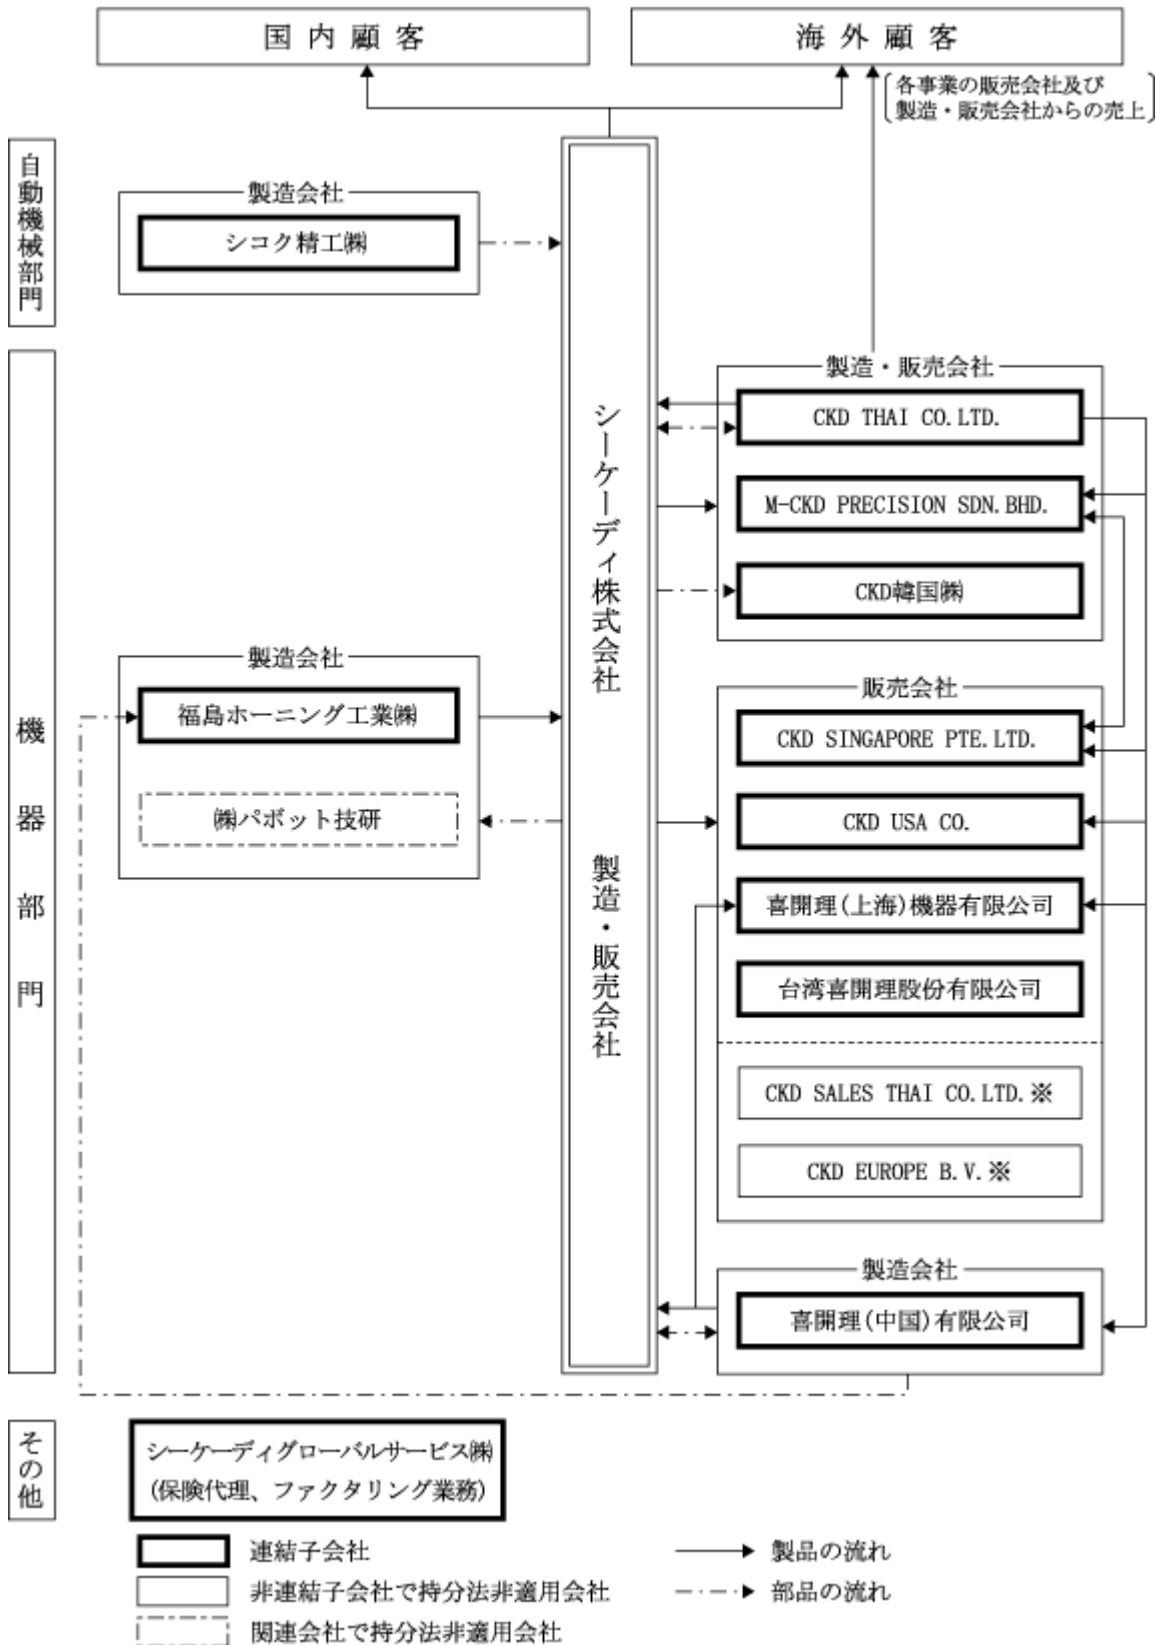 国内顧客
海外顧客
各事業の販売会社及び
製造・販売会社からの売上
自動機械部門
製造会社
シコク精工㈱
シーケーディ株式会社 製造・販売会社
機器部門
製造・販売会社
CKD THAI CO.LTD.
M-CKD PRECISION SDN.BHD.
CKD韓国㈱
製造会社
福島ホーニング工業㈱
㈱パボット技研
販売会社
CKD SINGAPORE PTE.LTD.
CKD USA CO.
喜開理(上海)機器有限公司
台湾喜開理股份有限公司
CKD SALES THAI CO.LTD.※
CKD EUROPE B.V.※
製造会社
喜開理(中国)有限公司
その他
シーケーディグローバルサービス㈱
(保険代理、ファクタリング業務)
連結子会社
製品の流れ
非連結子会社で持分法非適用会社
部品の流れ
関連会社で持分法非適用会社